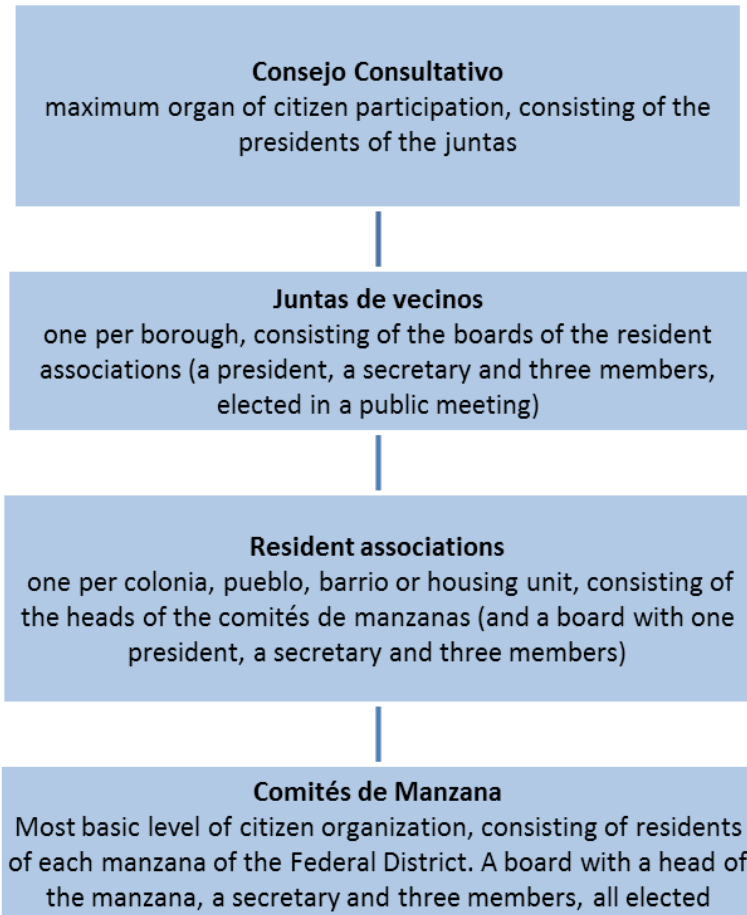 Consejo Consultativo
maximum organ of citizen participation, consisting of the
presidents of the juntas
Juntas de vecinos
one per borough, consisting of the boards of the resident
associations (a president, a secretary and three members,
elected in a public meeting)
Resident associations
one per colonia, pueblo, barrio or housing unit, consisting of
the heads of the comités de manzanas (and a board with one
president, a secretary and three members)
Comités de Manzana
Most basic level of citizen organization, consisting of residents
of each manzana of the Federal District. A board with a head of
the manzana, a secretary and three members, all elected